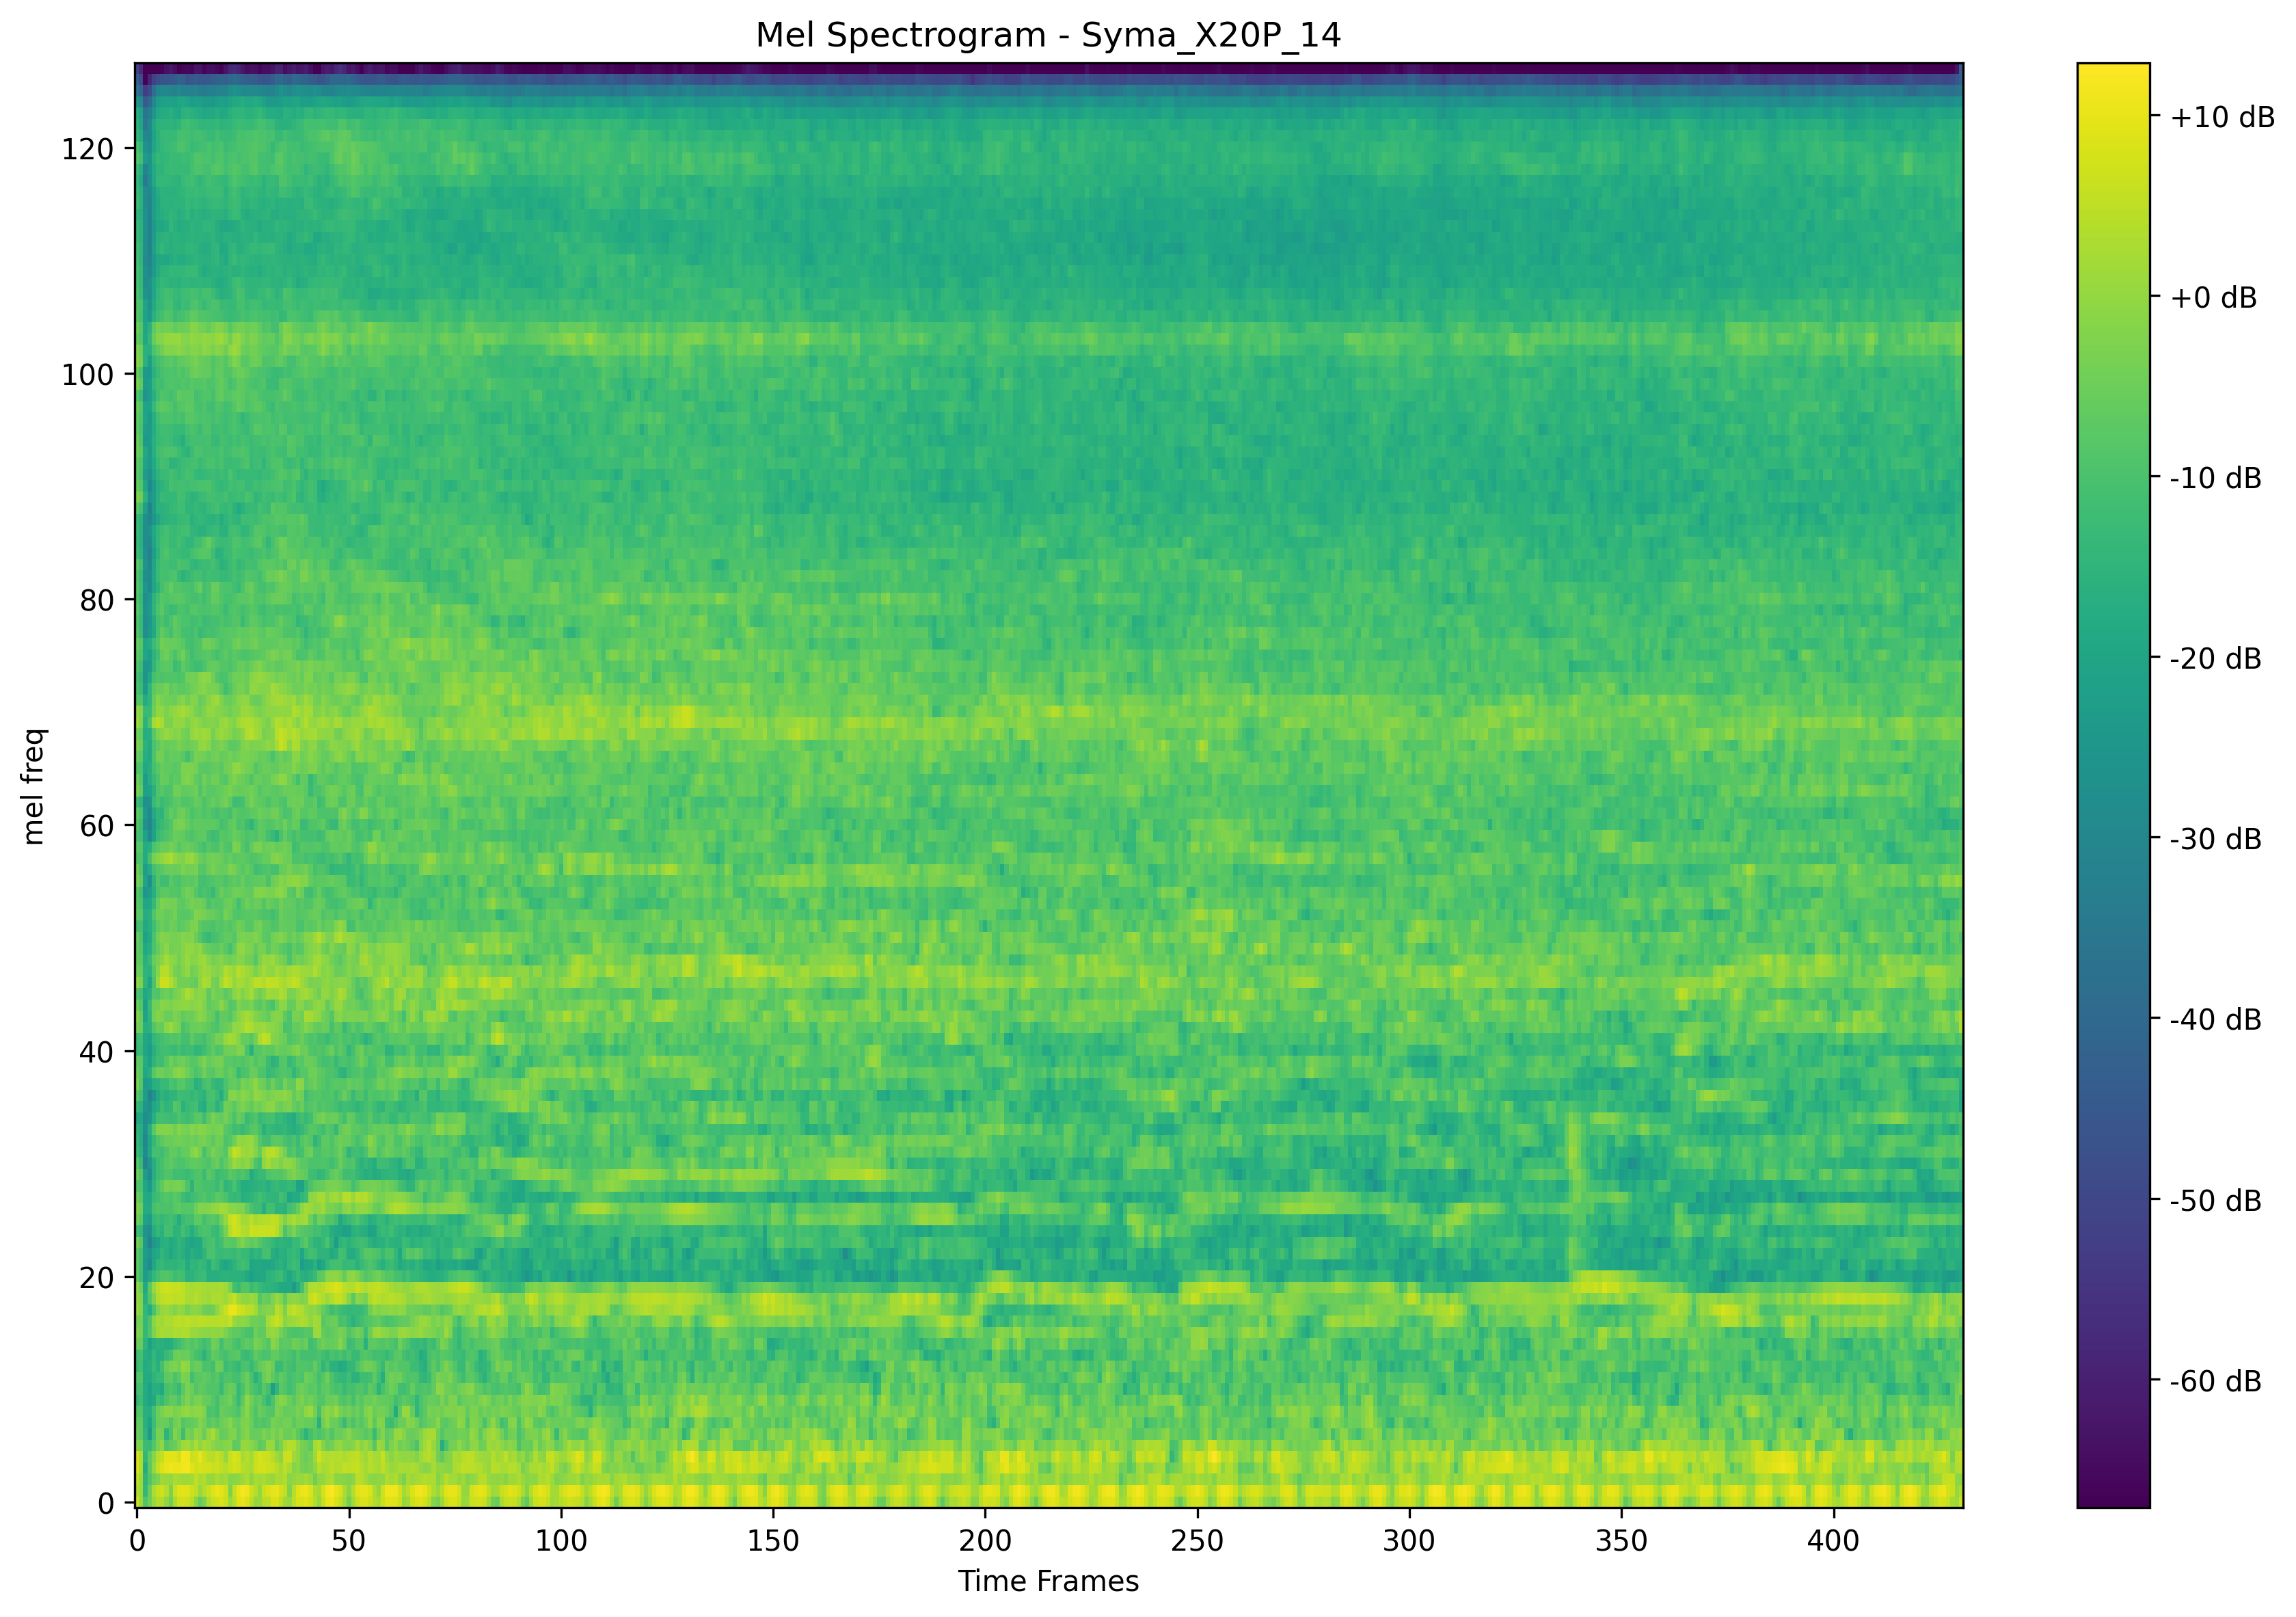 Mel Spectrogram - Syma_X20P_14
mel freq
120
100
80
60
40
20
0
0 50 100 150 200 250 300 350 400
Time Frames
+10 dB
+0 dB
-10 dB
-20 dB
-30 dB
-40 dB
-50 dB
-60 dB